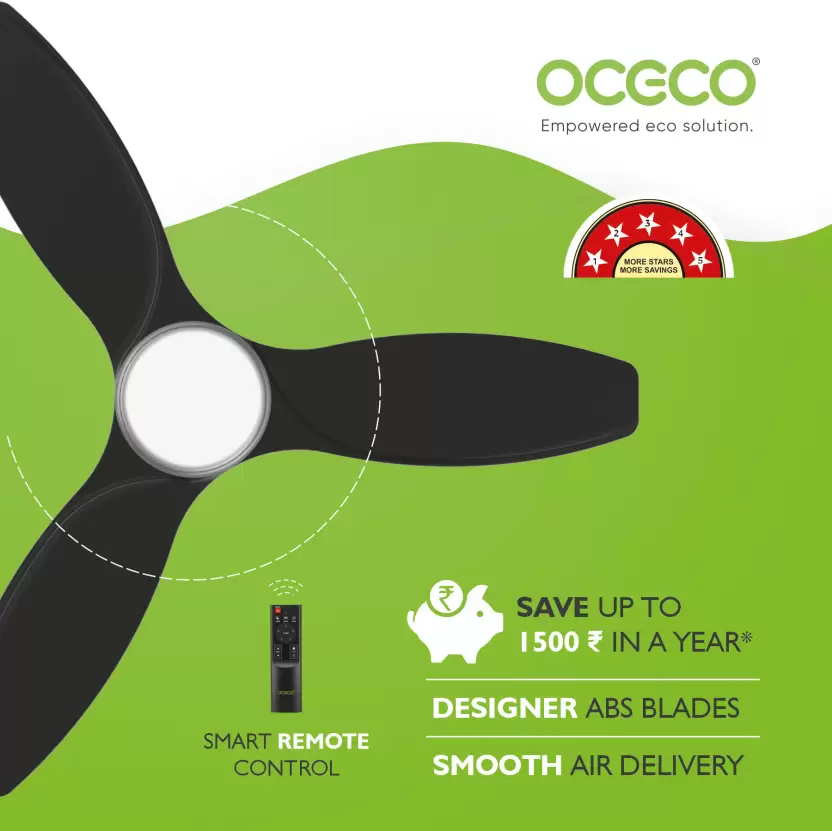 OCECO®
Empowered eco solution.
1 2 3 4 5
MORE STARS
MORE SAVINGS
SAVE UP TO
1500 ₹ IN A YEAR*
DESIGNER ABS BLADES
SMOOTH AIR DELIVERY
OCECO
SMART REMOTE
CONTROL